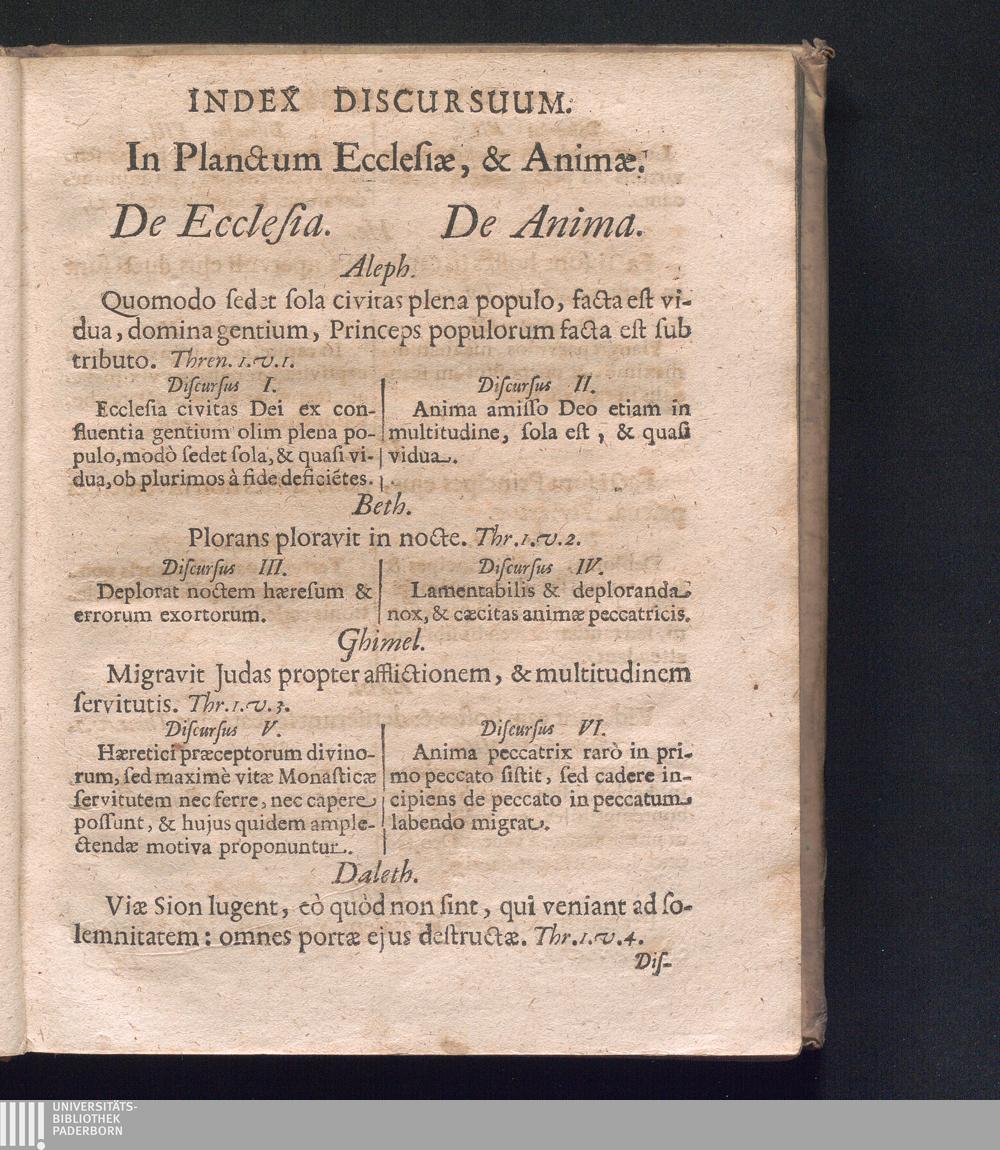 INDEX DISCURSUUM.
In Planctum Eccleſiæ, & Animæ.
De Eccleſia. De Anima.
Aleph.
Quomodo ſedet ſola civitas plena populo, facta eſt vi-
dua, domina gentium, Princeps populorum facta eſt ſub
tributo. Thren. 1. v. 1.
Diſcurſus I.
Eccleſia civitas Dei ex con-
fluentia gentium olim plena po-
pulo, modò ſedet ſola, & quaſi vi-
dua, ob plurimos à fide deficiétes.
Diſcurſus II.
Anima amiſſo Deo etiam in
multitudine, ſola eſt, & quaſi
vidua.
Beth.
Plorans ploravit in nocte. Thr. 1. v. 2.
Diſcurſus III.
Deplorat noctem hæreſum &
errorum exortorum.
Diſcurſus IV.
Lamentabilis & deploranda
nox, & cæcitas animæ peccatricis.
Ghimel.
Migravit Judas propter afflictionem, & multitudinem
ſervitutis. Thr. 1. v. 3.
Diſcurſus V.
Hæretici præceptorum divino-
rum, ſed maximè vitæ Monaſticæ
ſervitutem nec ferre, nec capere
poſſunt, & hujus quidem ample-
ctendæ motiva proponuntur.
Diſcurſus VI.
Anima peccatrix rarò in pri-
mo peccato ſiſtit, ſed cadere in-
cipiens de peccato in peccatum
labendo migrat.
Daleth.
Viæ Sion lugent, eò quòd non ſint, qui veniant ad ſo-
lemnitatem: omnes portæ ejus deſtructæ. Thr. 1. v. 4.
Diſ-
UNIVERSITÄTS-
BIBLIOTHEK
PADERBORN